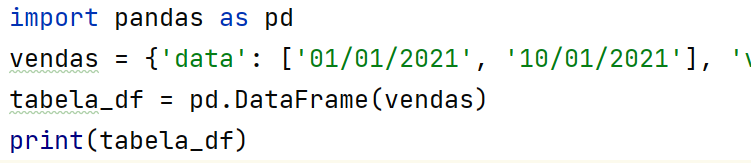 import pandas as pd
vendas = {'data': ['01/01/2021', '10/01/2021'], '
tabela_df = pd.DataFrame(vendas)
print(tabela_df)